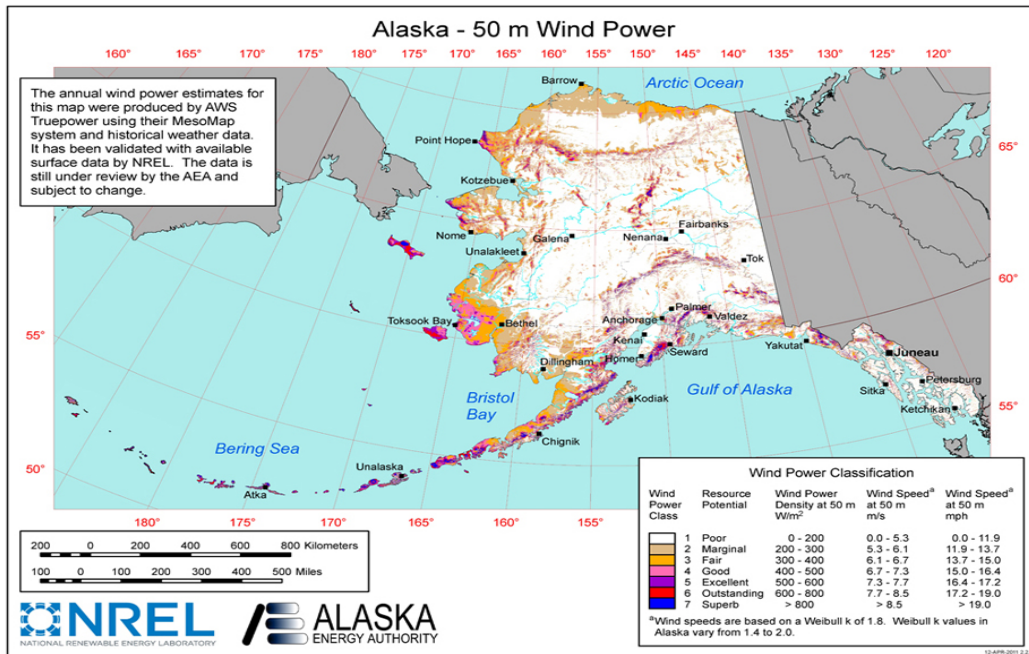 Alaska - 50 m Wind Power
160° 165° 170° 175° 180° 175° 170° 165° 160° 155° 150° 145° 140° 135° 130° 125° 120°
The annual wind power estimates for
this map were produced by AWS
Truepower using their MesoMap
system and historical weather data.
It has been validated with available
surface data by NREL. The data is
still under review by the AEA and
subject to change.
Barrow
Arctic Ocean
Point Hope
65°
Kotzebue
Nome
Galena
Nenana
Fairbanks
Unalakleet
Tok
60°
55°
Toksook Bay
Bethel
Palmer
Anchorage
Valdez
Kenai
Homer
Seward
Yakutat
Juneau
Dillingham
Sitka
Petersburg
Bristol
Bay
Kodiak
Gulf of Alaska
Ketchikan
55°
Chignik
Bering Sea
50°
Unalaska
Atka
180° 175° 170° 165° 160° 155°
Wind Power Classification
Wind Power Class
Resource Potential
Wind Power Density at 50 m W/m2
Wind Speeda at 50 m m/s
Wind Speeda at 50 m mph
1 Poor 0 - 200 0.0 - 5.3 0.0 - 11.9
2 Marginal 200 - 300 5.3 - 6.1 11.9 - 13.7
3 Fair 300 - 400 6.1 - 6.7 13.7 - 15.0
4 Good 400 - 500 6.7 - 7.3 15.0 - 16.4
5 Excellent 500 - 600 7.3 - 7.7 16.4 - 17.2
6 Outstanding 600 - 800 7.7 - 8.5 17.2 - 19.0
7 Superb > 800 > 8.5 > 19.0
aWind speeds are based on a Weibull k of 1.8. Weibull k values in
Alaska vary from 1.4 to 2.0.
200 0 200 400 600 800 Kilometers
100 0 100 200 300 400 500 Miles
NREL
NATIONAL RENEWABLE ENERGY LABORATORY
ALASKA
ENERGY AUTHORITY